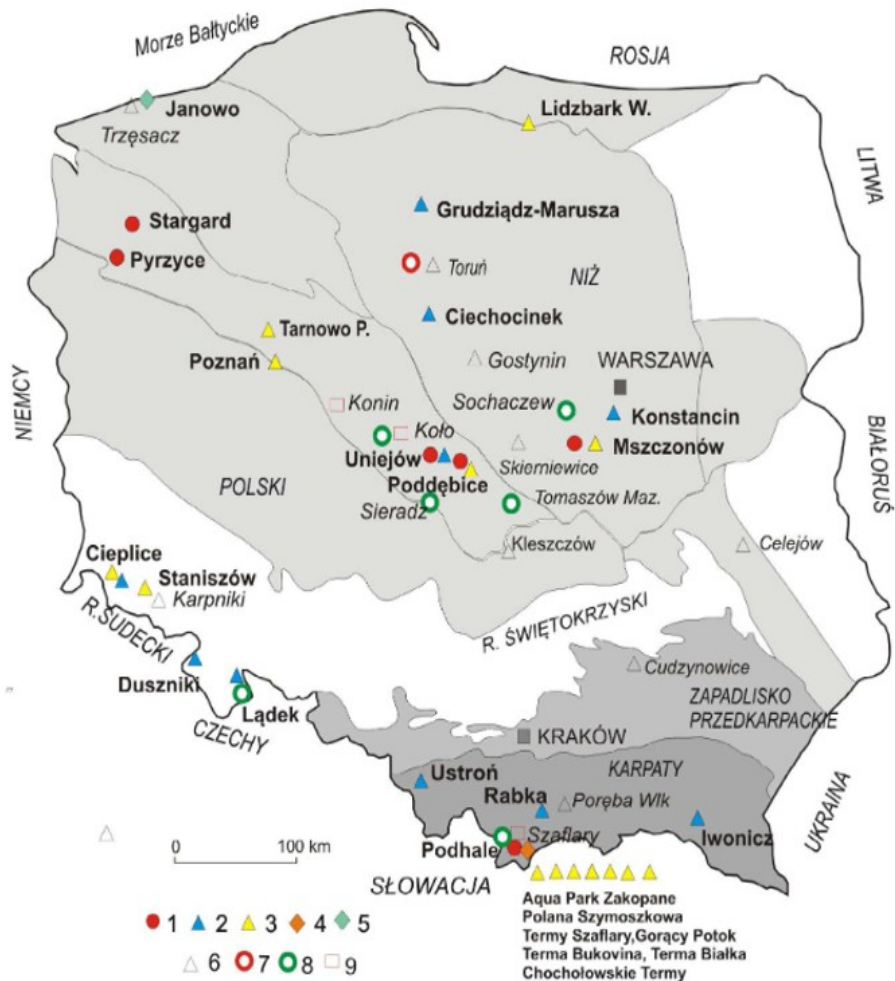 Morze Bałtyckie
ROSJA
Janowo
Trzęsacz
Lidzbark W.
LITWA
Grudziądz-Marusza
Stargard
Pyrzyce
Toruń
NIŻ
Ciechocinek
Tarnowo P.
Poznań
Gostynin
WARSZAWA
NIEMCY
Konin
Sochaczew
Konstancin
Koło
Mszczonów
BIAŁORUŚ
Uniejów
Skierniewice
Poddębice
POLSKI
Sieradz
Tomaszów Maz.
Kleszczów
Celejów
Cieplice
Staniszów
Karpniki
R.SUDECKI
R. ŚWIĘTOKRZYSKI
Cudzynowice
Duszniki
Lądek
ZAPADLISKO
PRZEDKARPACKIE
CZECHY
KRAKÓW
KARPATY
Ustroń
Rabka
Poręba Wlk
UKRAINA
Iwonicz
0 100 km
Szaflary
Podhale
SŁOWACJA
Aqua Park Zakopane
Polana Szymoszkowa
Termy Szaflary,Gorący Potok
Terma Bukovina, Terma Białka
Chochołowskie Termy
1 2 3 4 5
6 7 8 9